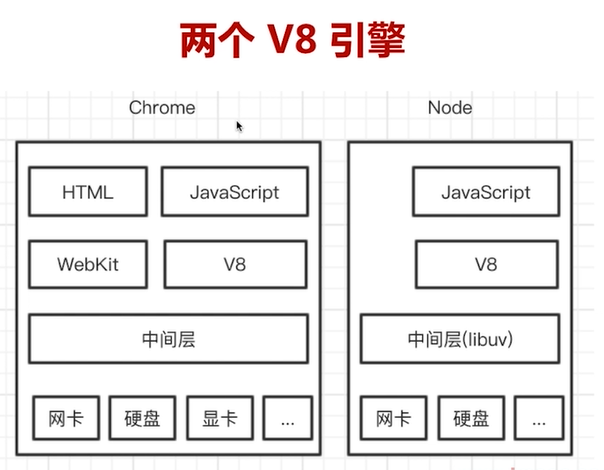 两个 V8 引擎
Chrome
Node
HTML
JavaScript
JavaScript
WebKit
V8
V8
中间层
中间层(libuv)
网卡
硬盘
显卡
...
网卡
硬盘
...